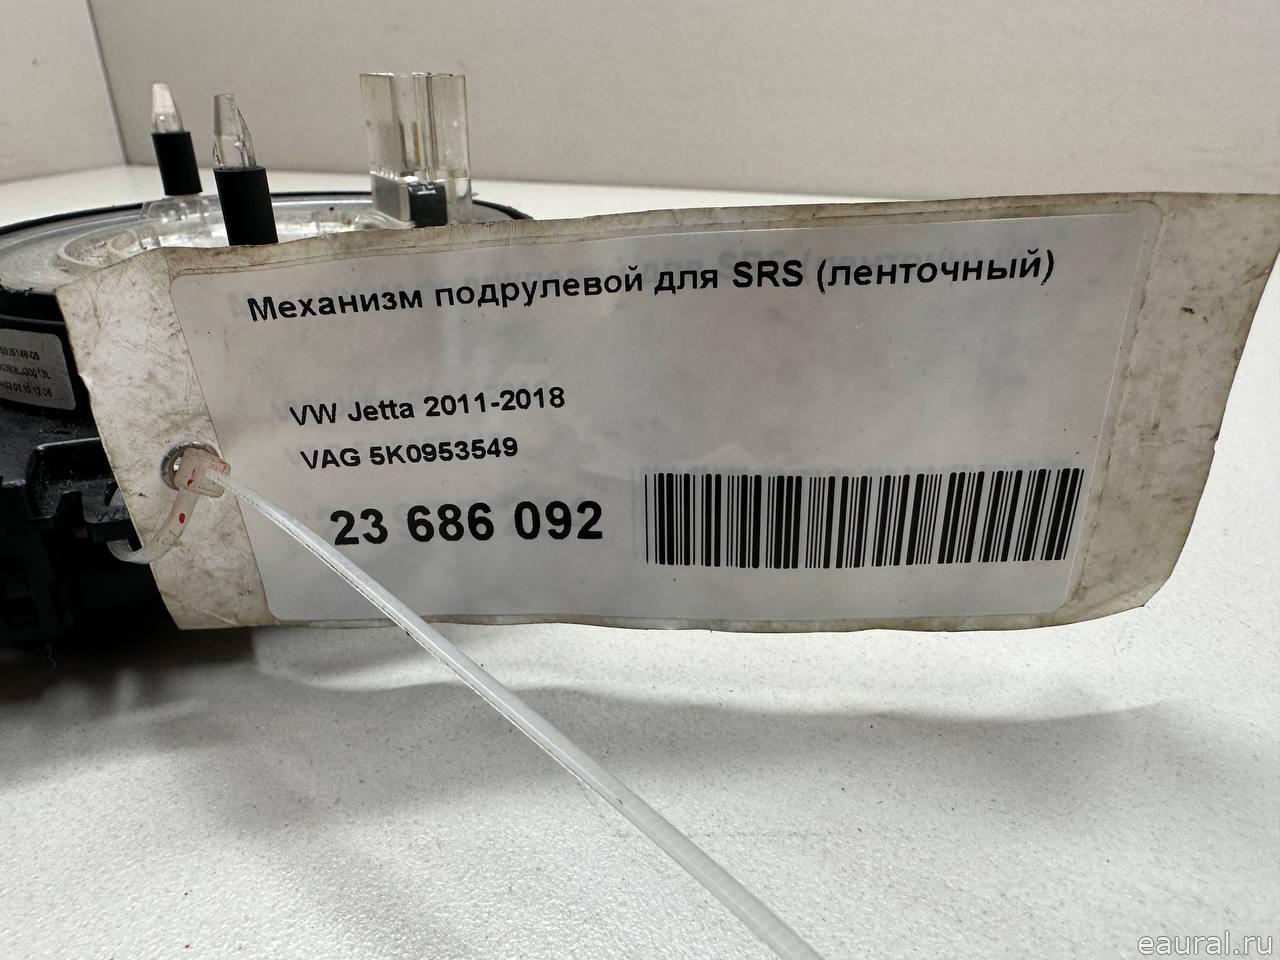 Механизм подрулевой для SRS (ленточный)
VW Jetta 2011-2018
VAG 5K0953549
23 686 092
eaural.ru